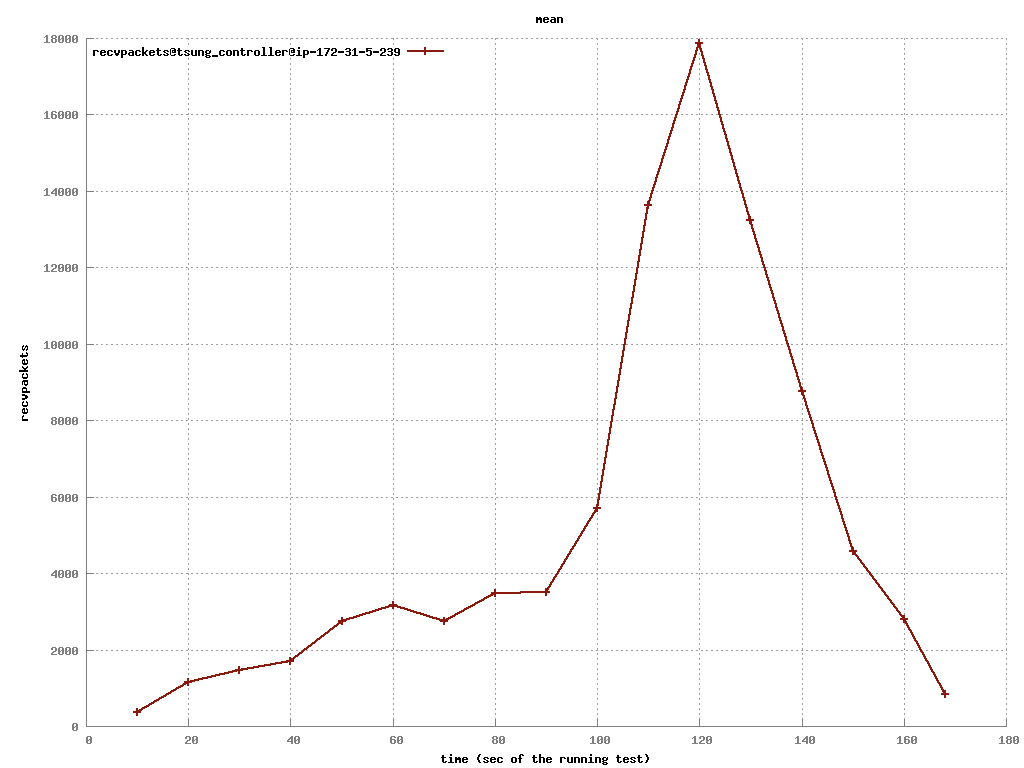 mean
recvpackets@tsung_controller@ip-172-31-5-239
18000
16000
14000
12000
10000
8000
6000
4000
2000
0
recvpackets
0 20 40 60 80 100 120 140 160 180
time (sec of the running test)